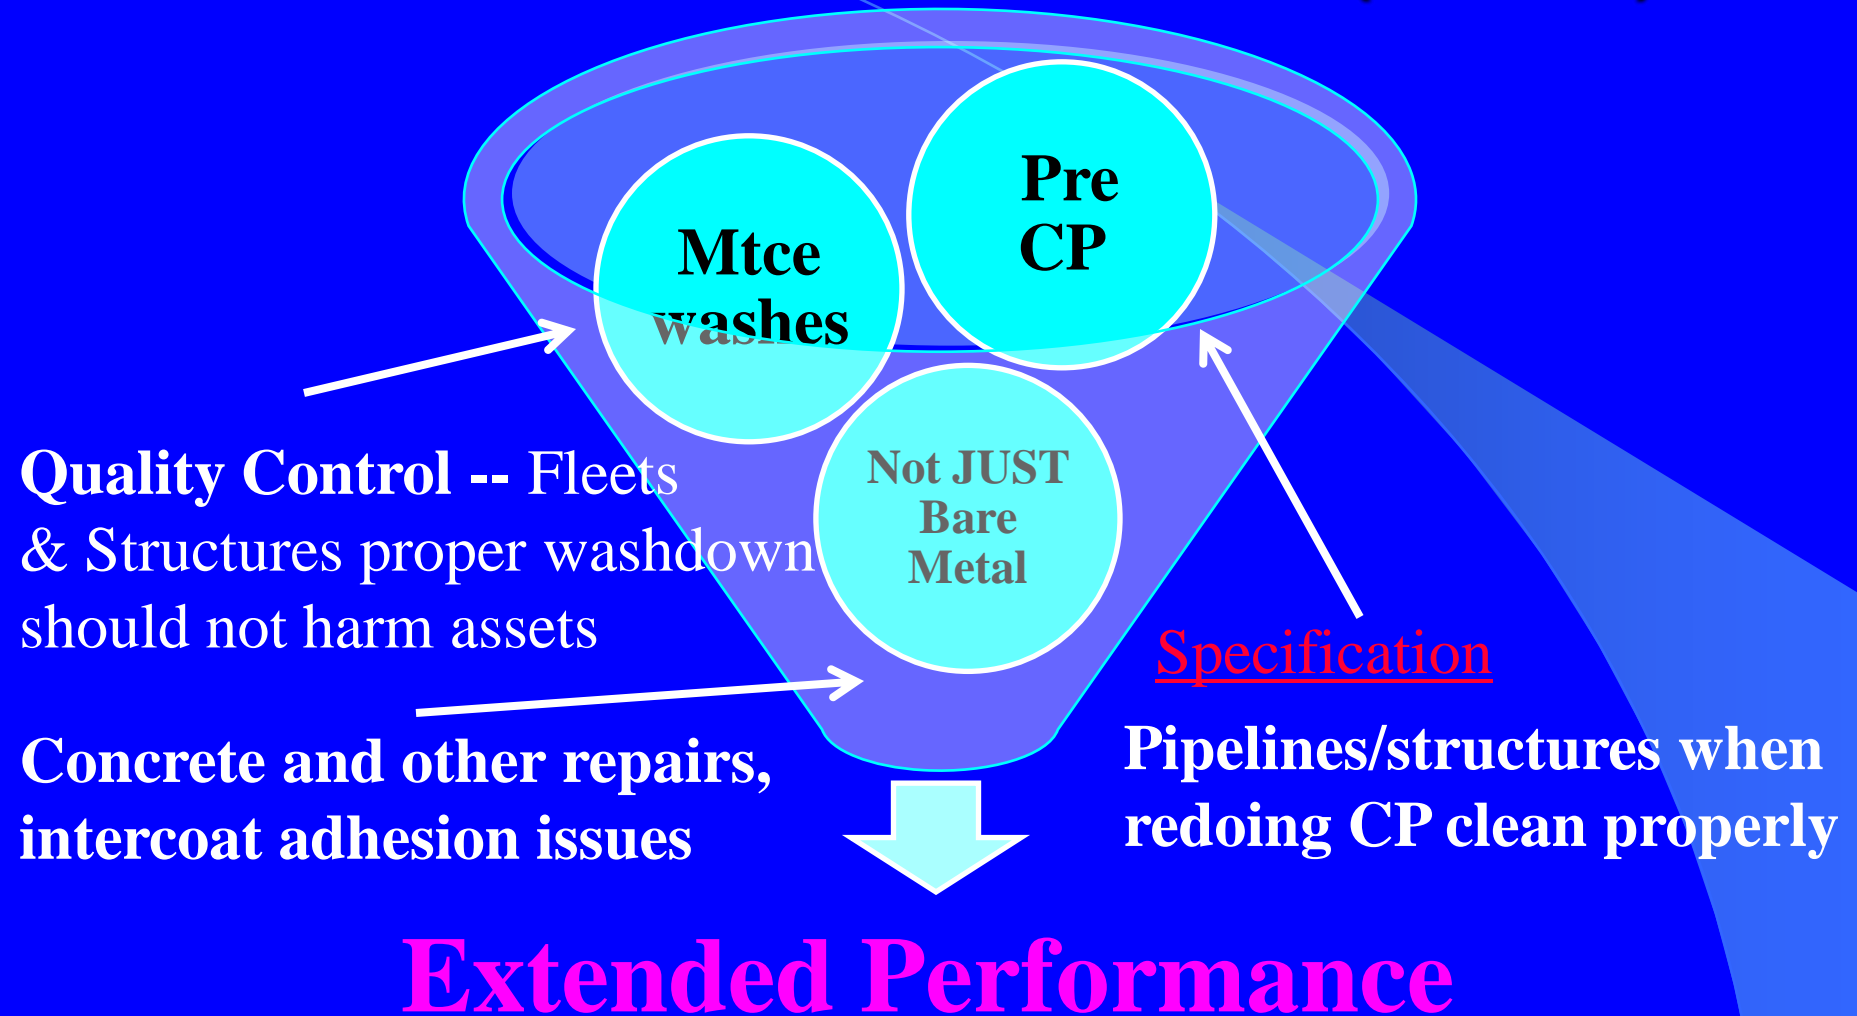 Pre
CP
Mtce
washes
Not JUST
Bare
Metal
Quality Control -- Fleets
& Structures proper washdown
should not harm assets
Specification
Concrete and other repairs,
intercoat adhesion issues
Pipelines/structures when
redoing CP clean properly
Extended Performance